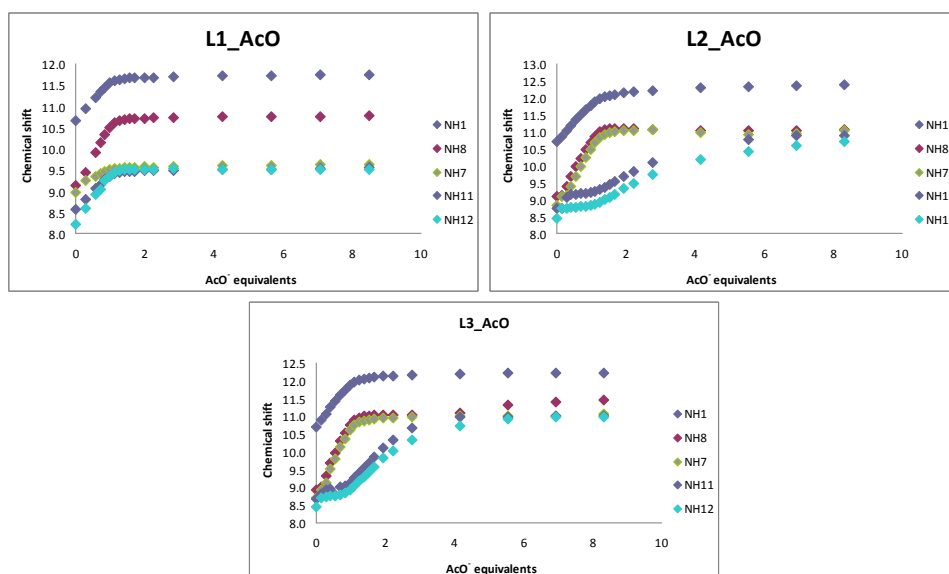 L1_AcO
12.0
11.5
11.0
10.5
10.0
9.5
9.0
8.5
8.0
Chemical shift
0 2 4 6 8 10
AcO⁻ equivalents
NH1
NH8
NH7
NH11
NH12
L2_AcO
13.0
12.5
12.0
11.5
11.0
10.5
10.0
9.5
9.0
8.5
8.0
Chemical shift
0 2 4 6 8 10
AcO⁻ equivalents
NH1
NH8
NH7
NH1
NH1
L3_AcO
12.5
12.0
11.5
11.0
10.5
10.0
9.5
9.0
8.5
8.0
Chemical shift
0 2 4 6 8 10
AcO⁻ equivalents
NH1
NH8
NH7
NH11
NH12